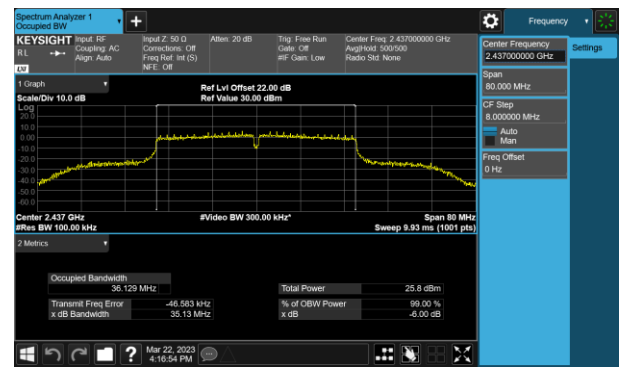 Spectrum Analyzer 1
Occupied BW
+
Frequency
KEYSIGHT
RL
Input: RF
Coupling: AC
Align: Auto
Input Z: 50 Ω
Corrections: Off
Freq Ref: Int (S)
NFE: Off
Atten: 20 dB
Trig: Free Run
Gate: Off
#IF Gain: Low
Center Freq: 2.437000000 GHz
Avg|Hold: 500/500
Radio Std: None
LW
Center Frequency
2.437000000 GHz
Settings
Span
80.000 MHz
CF Step
8.000000 MHz
Auto
Man
Freq Offset
0 Hz
1 Graph
Scale/Div 10.0 dB
Ref Lvl Offset 22.00 dB
Ref Value 30.00 dBm
Log
20.0
10.0
0.00
-10.0
-20.0
-30.0
-40.0
-50.0
-60.0
Center 2.437 GHz
#Video BW 300.00 kHz*
Span 80 MHz
#Res BW 100.00 kHz
Sweep 9.93 ms (1001 pts)
2 Metrics
Occupied Bandwidth
36.129 MHz
Total Power 25.8 dBm
Transmit Freq Error -46.583 kHz
% of OBW Power 99.00 %
x dB Bandwidth 35.13 MHz
x dB -6.00 dB
?
Mar 22, 2023
4:16:54 PM